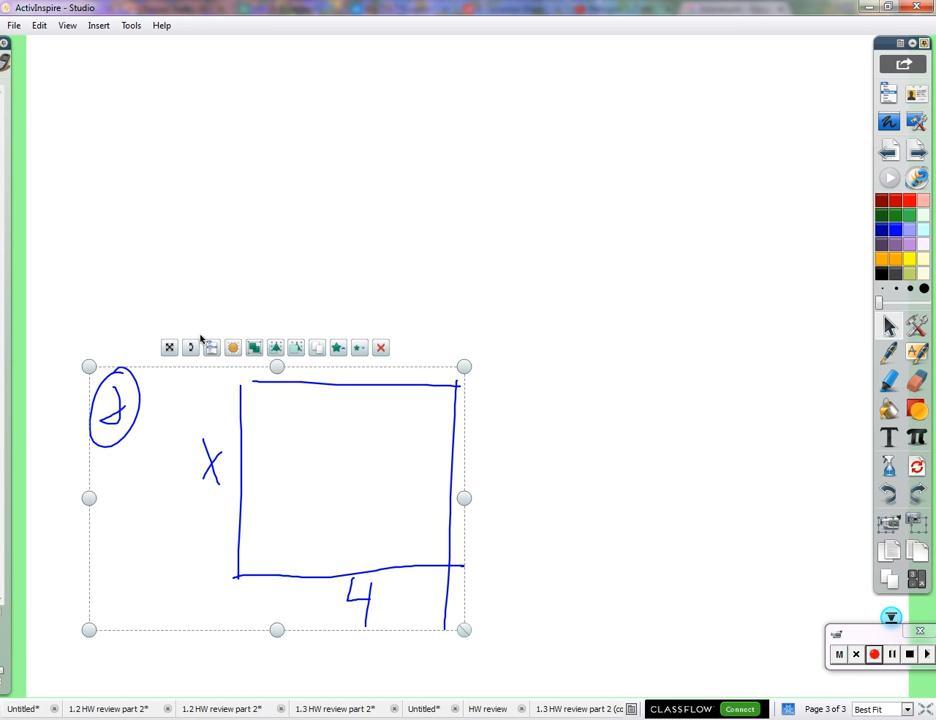 ActivInspire - Studio
File Edit View Insert Tools Help
2
X
4
M
Untitled* 1.2 HW review part 2* 1.2 HW review part 2* 1.3 HW review part 2* Untitled* HW review 1.3 HW review part 2 (cc CLASSFLOW Connect Page 3 of 3 Best Fit